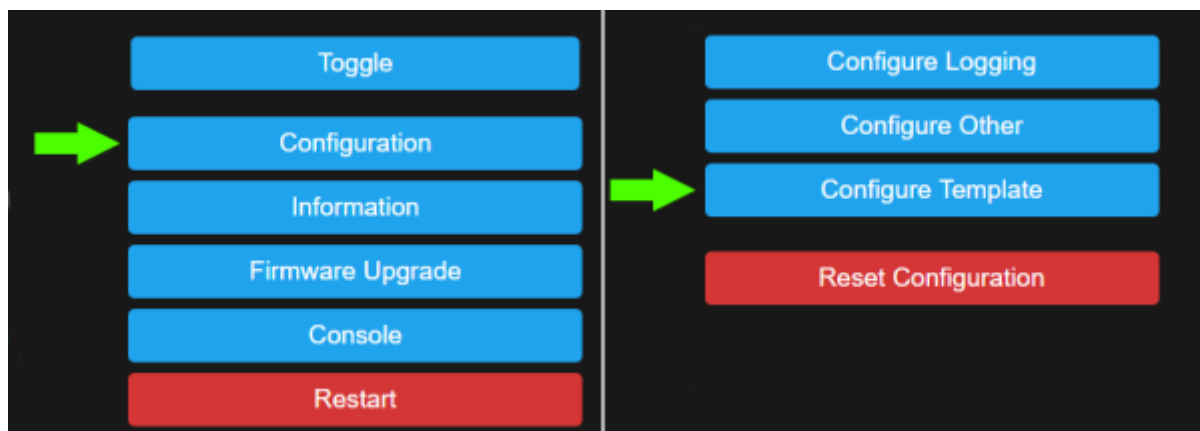 Toggle
Configuration
Information
Firmware Upgrade
Console
Restart
Configure Logging
Configure Other
Configure Template
Reset Configuration